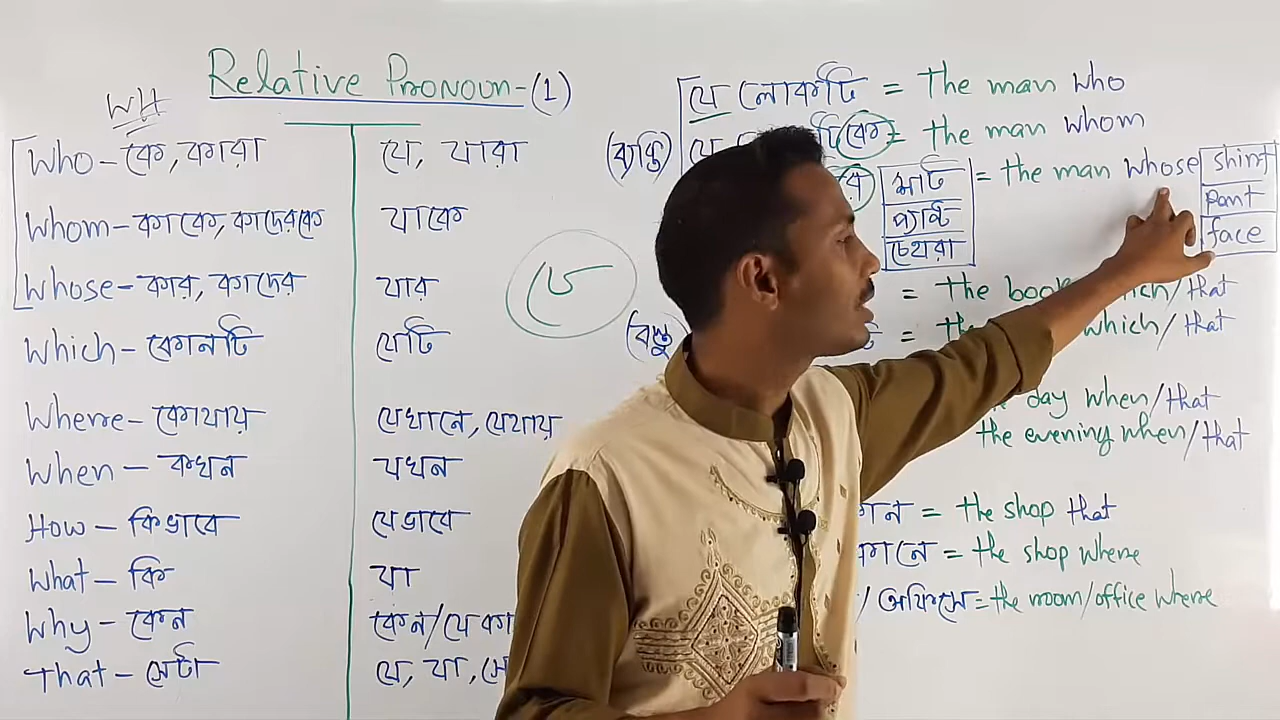 Relative Pronoun-(1)
WH
Who - কে, কারা যে, যারা
Whom - কাকে, কাদেরকে যাকে
Whose - কার, কাদের যার
Which - কোনটি যেটি
Where - কোথায় যেখানে, যেথায়
When - কখন যখন
How - কিভাবে যেভাবে
What - কি যা
Why - কেন কেন/যে কা
That - সেটা যে, যা,
যে লোকটি = The man who
(ব্যক্তি) যে কে = the man whom
র সার্ট প্যান্ট চেহারা = the man whose shirt pant face
= the book which/that
(বস্তু) টি = the which/that
day when/that
the evening when/that
= the shop that
= the shop where
/ অফিসে = the room/office where